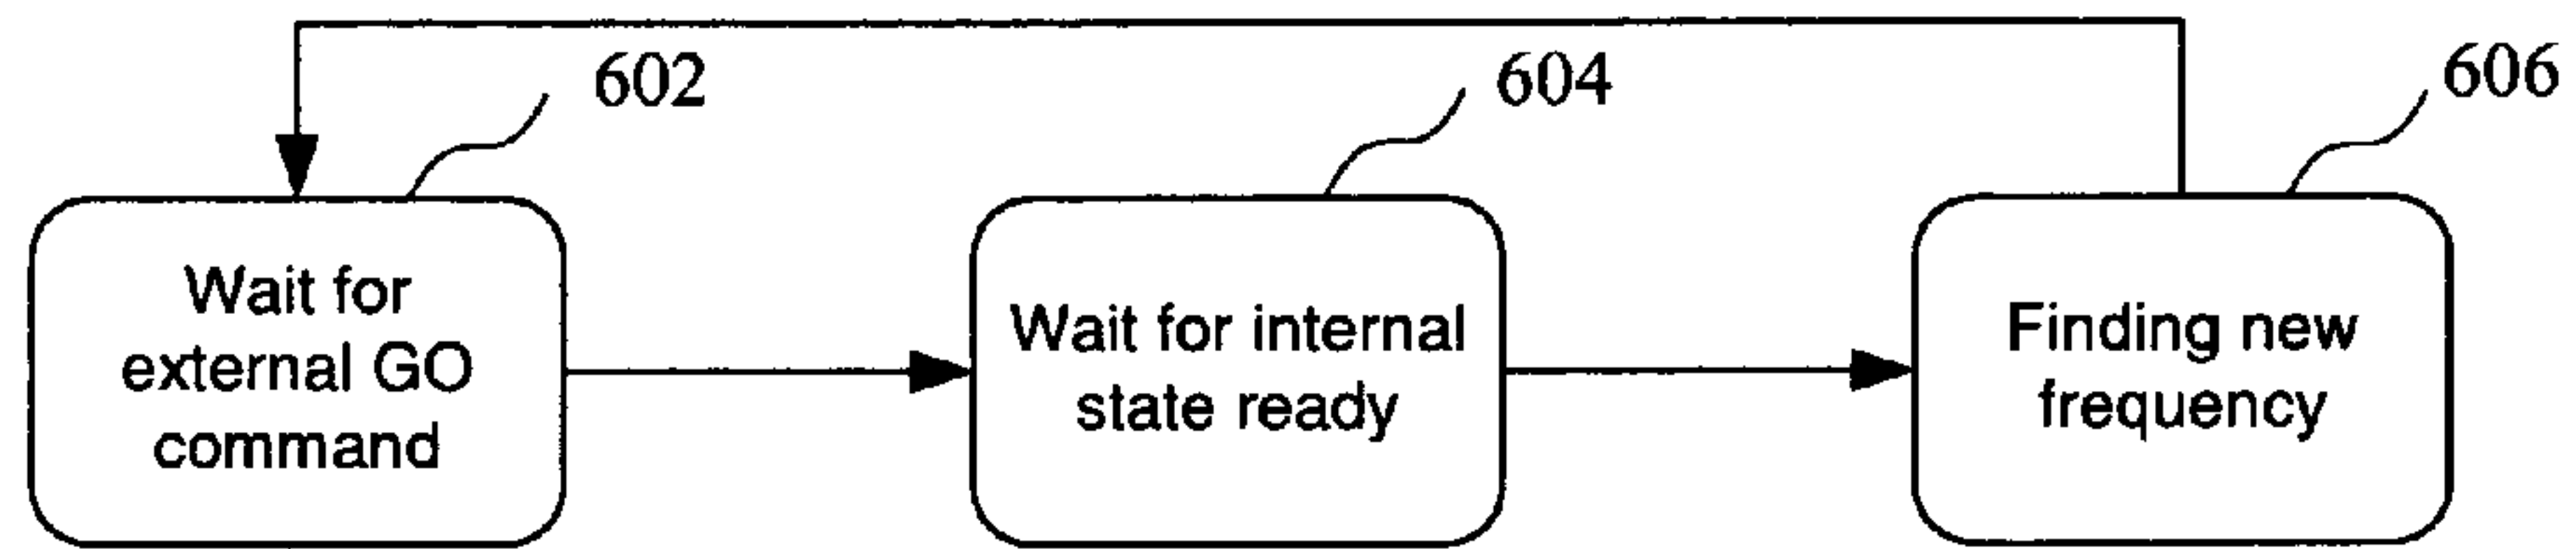 602
604
606
Wait for
external GO
command
Wait for internal
state ready
Finding new
frequency